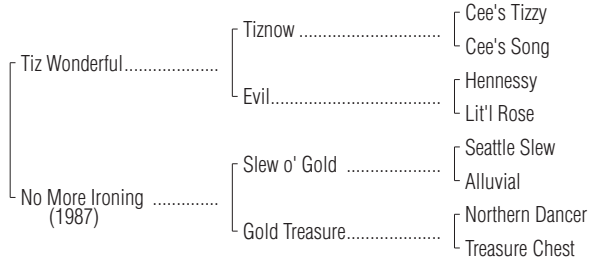 Cee's Tizzy
Tiznow ..............................
Cee's Song
Tiz Wonderful....................
Hennessy
Evil....................................
Lit'l Rose
Seattle Slew
Slew o' Gold ....................
Alluvial
No More Ironing ..............
(1987)
Northern Dancer
Gold Treasure....................
Treasure Chest